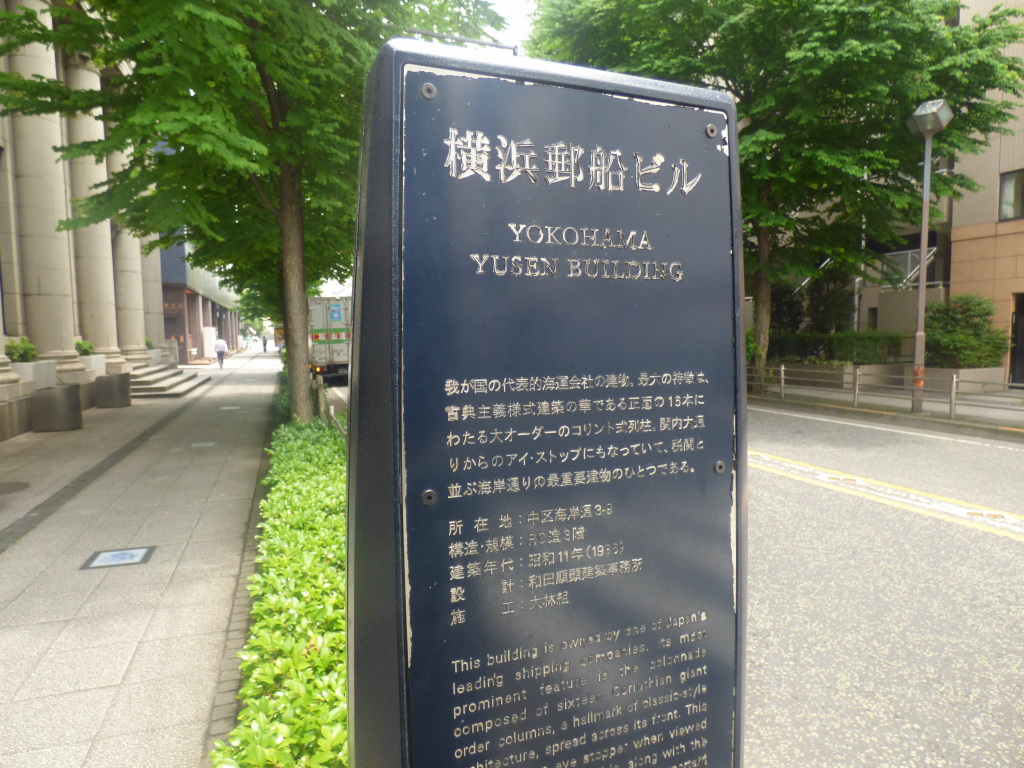 横浜郵船ビル
YOKOHAMA
YUSEN BUILDING
我が国の代表的海運会社の建物。最大の特徴は、
古典主義様式建築の華である正面の16本に
わたる大オーダーのコリント式列柱。関内大通
りからのアイ・ストップにもなっていて、税関と
並ぶ海岸通りの最重要建物のひとつである。
所在地：中区海岸通3-9
構造・規模：RC造3階
建築年代：昭和11年(1936)
設計：和田順顕建築事務所
施工：大林組
This building is owned by one of Japan's
leading shipping companies. Its most
prominent feature is the colonnade
composed of sixteen Corinthian giant
order columns, a hallmark of classic-style
architecture, spread across its front. This
eye stopper when viewed
along with the
important